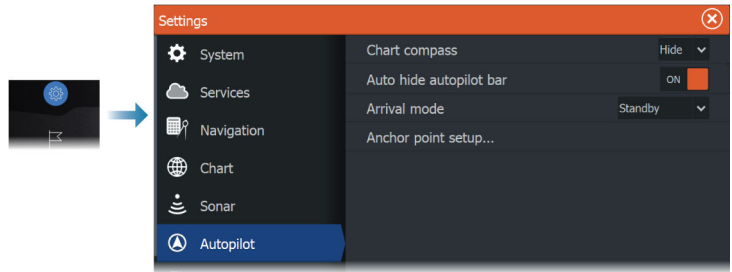 Settings
System
Services
Navigation
Chart
Sonar
Autopilot
Chart compass Hide
Auto hide autopilot bar ON
Arrival mode Standby
Anchor point setup...